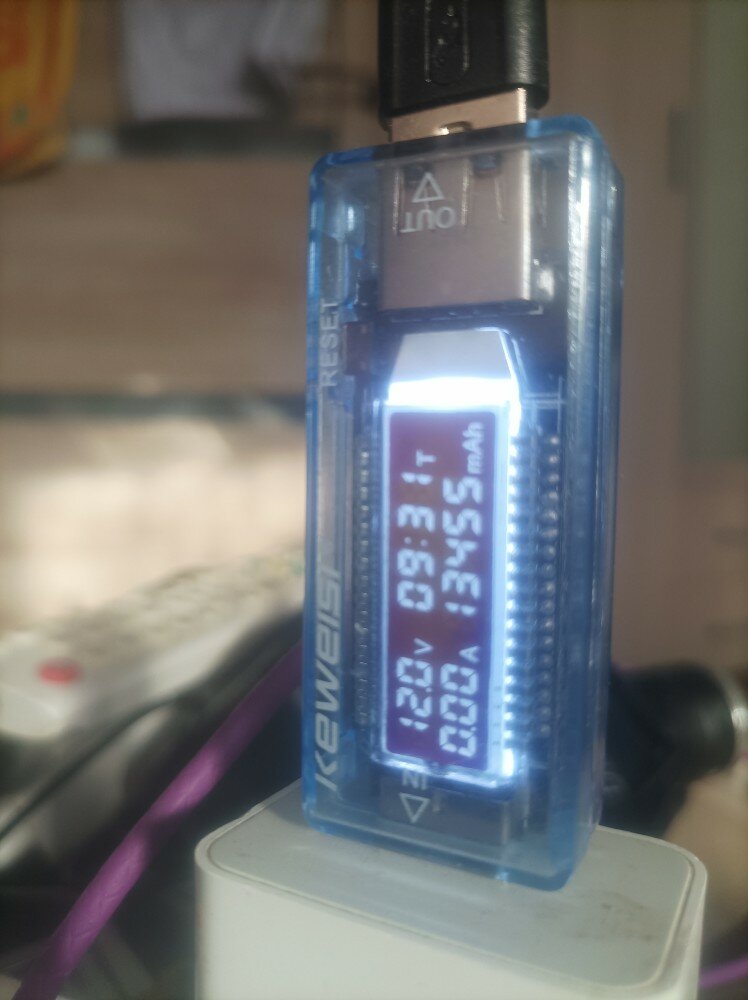 OUT
RESET
12.0V 09:31T
0.00A 13455mAh
KEWEISI
IN